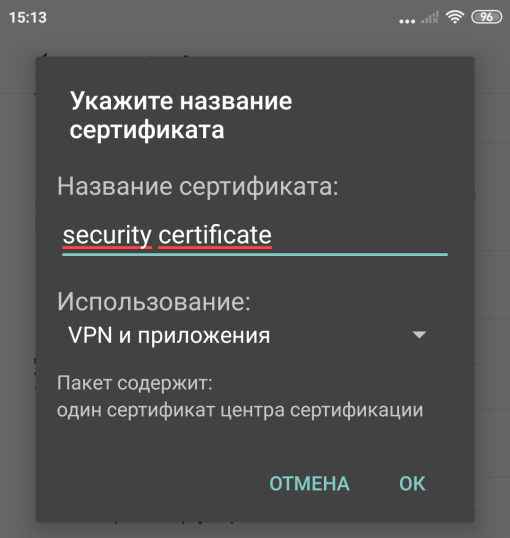 15:13
96
Укажите название
сертификата
Название сертификата:
security certificate
Использование:
VPN и приложения
Пакет содержит:
один сертификат центра сертификации
ОТМЕНА
ОК